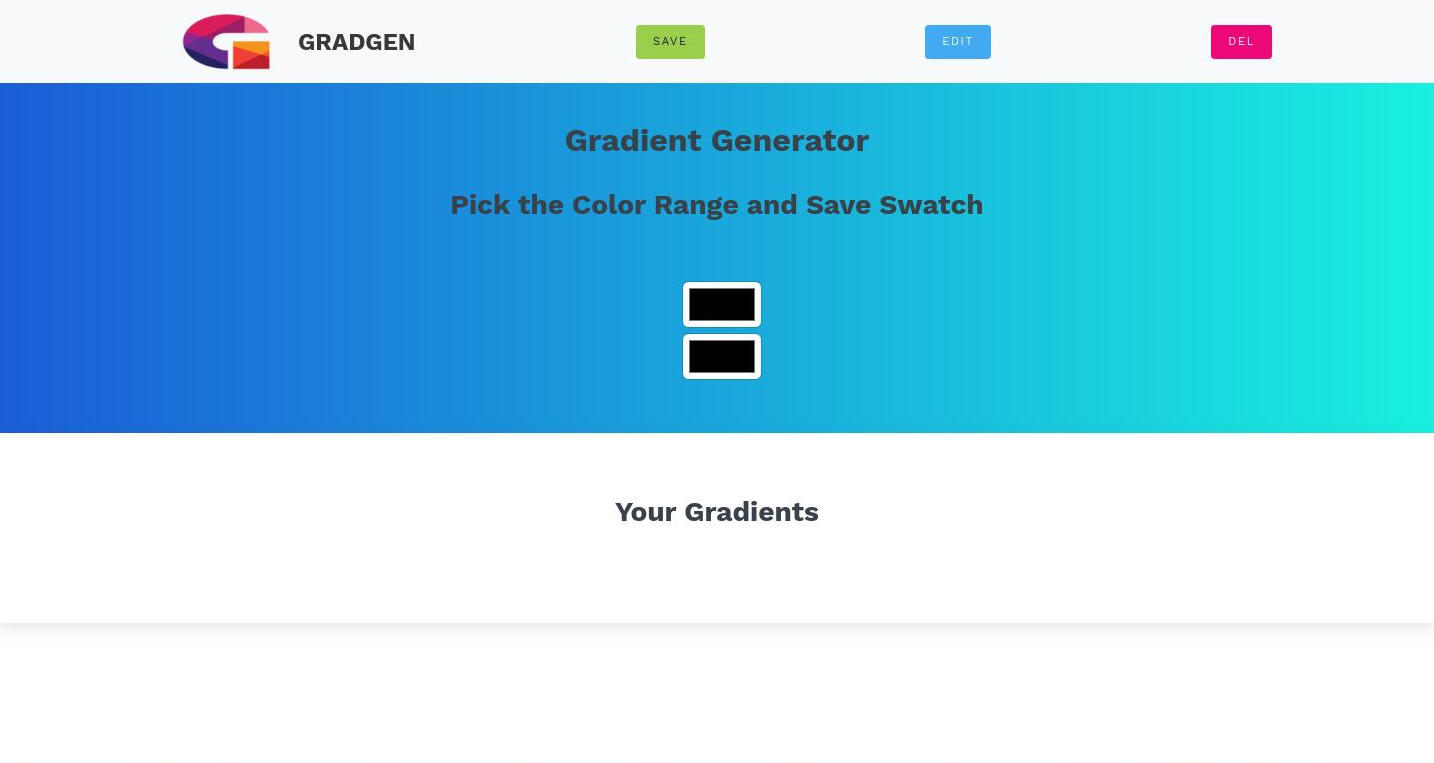 GRADGEN
SAVE
EDIT
DEL
Gradient Generator
Pick the Color Range and Save Swatch
Your Gradients